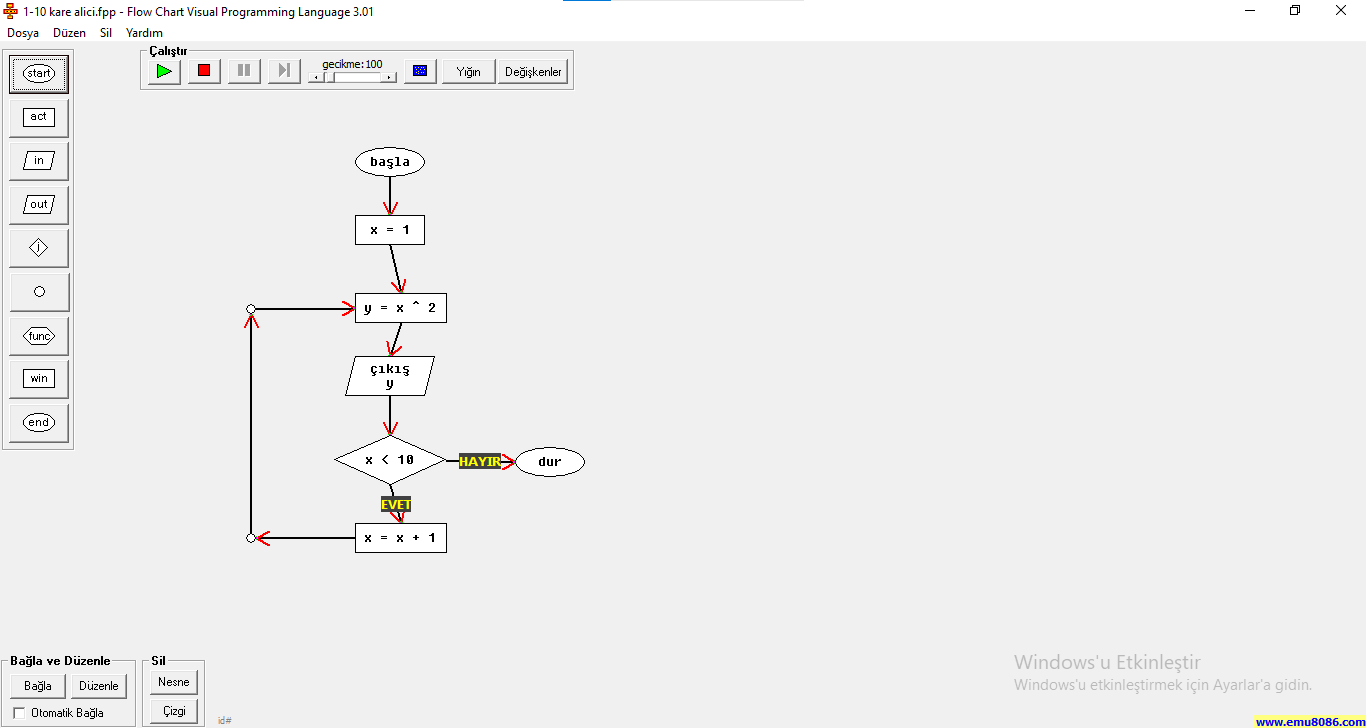 1-10 kare alici.fpp - Flow Chart Visual Programming Language 3.01
Dosya Düzen Sil Yardım
Çalıştır
gecikme:100
Yığın
Değişkenler
start
act
in
out
j
func
win
end
başla
x = 1
y = x ^ 2
çıkış
y
x < 10
HAYIR
dur
EVET
x = x + 1
Bağla ve Düzenle
Bağla
Düzenle
Otomatik Bağla
Sil
Nesne
Çizgi
id#
Windows'u Etkinleştir
Windows'u etkinleştirmek için Ayarlar'a gidin.
www.emu8086.com